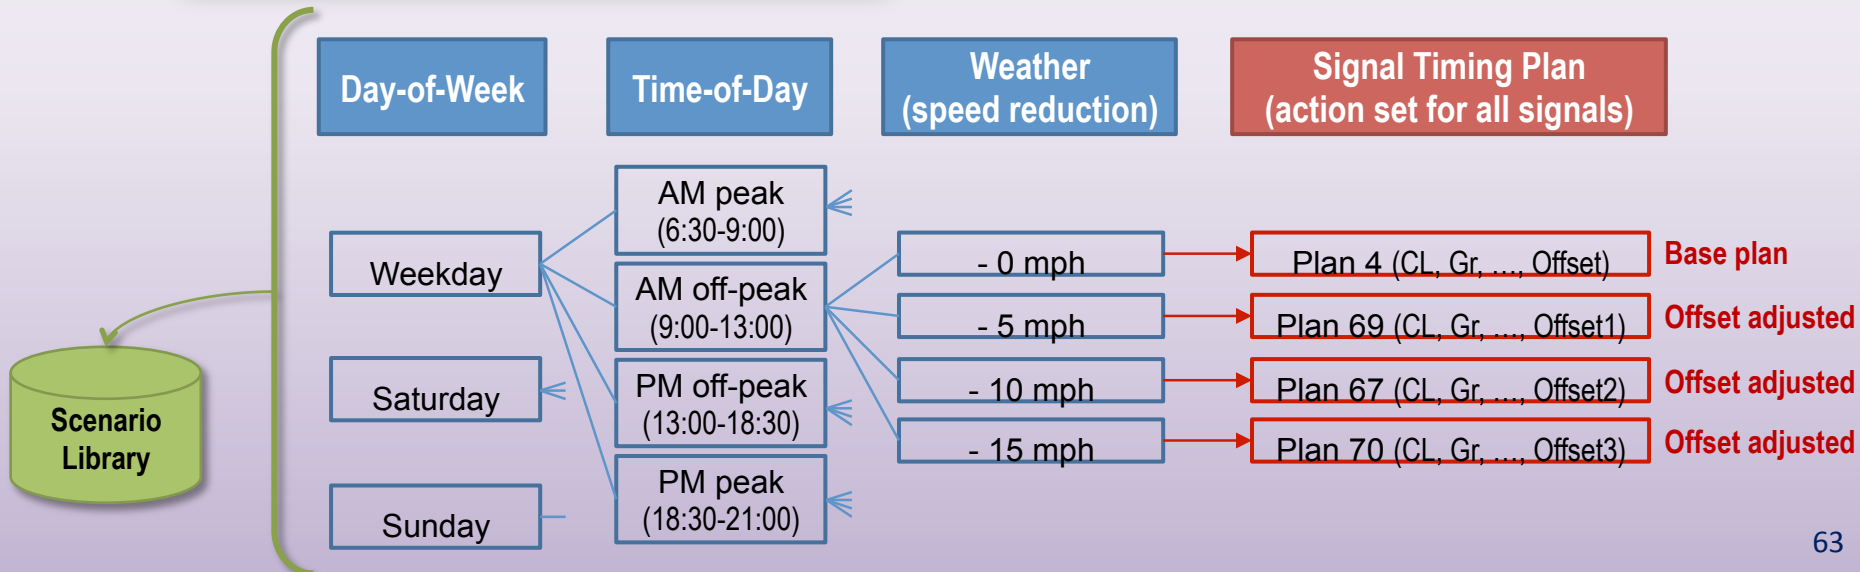 Day-of-Week
Time-of-Day
Weather
(speed reduction)
Signal Timing Plan
(action set for all signals)
AM peak
(6:30-9:00)
Weekday
AM off-peak
(9:00-13:00)
Saturday
PM off-peak
(13:00-18:30)
Sunday
PM peak
(18:30-21:00)
- 0 mph
Plan 4 (CL, Gr, ..., Offset)
Base plan
- 5 mph
Plan 69 (CL, Gr, ..., Offset1)
Offset adjusted
- 10 mph
Plan 67 (CL, Gr, ..., Offset2)
Offset adjusted
- 15 mph
Plan 70 (CL, Gr, ..., Offset3)
Offset adjusted
Scenario
Library
63